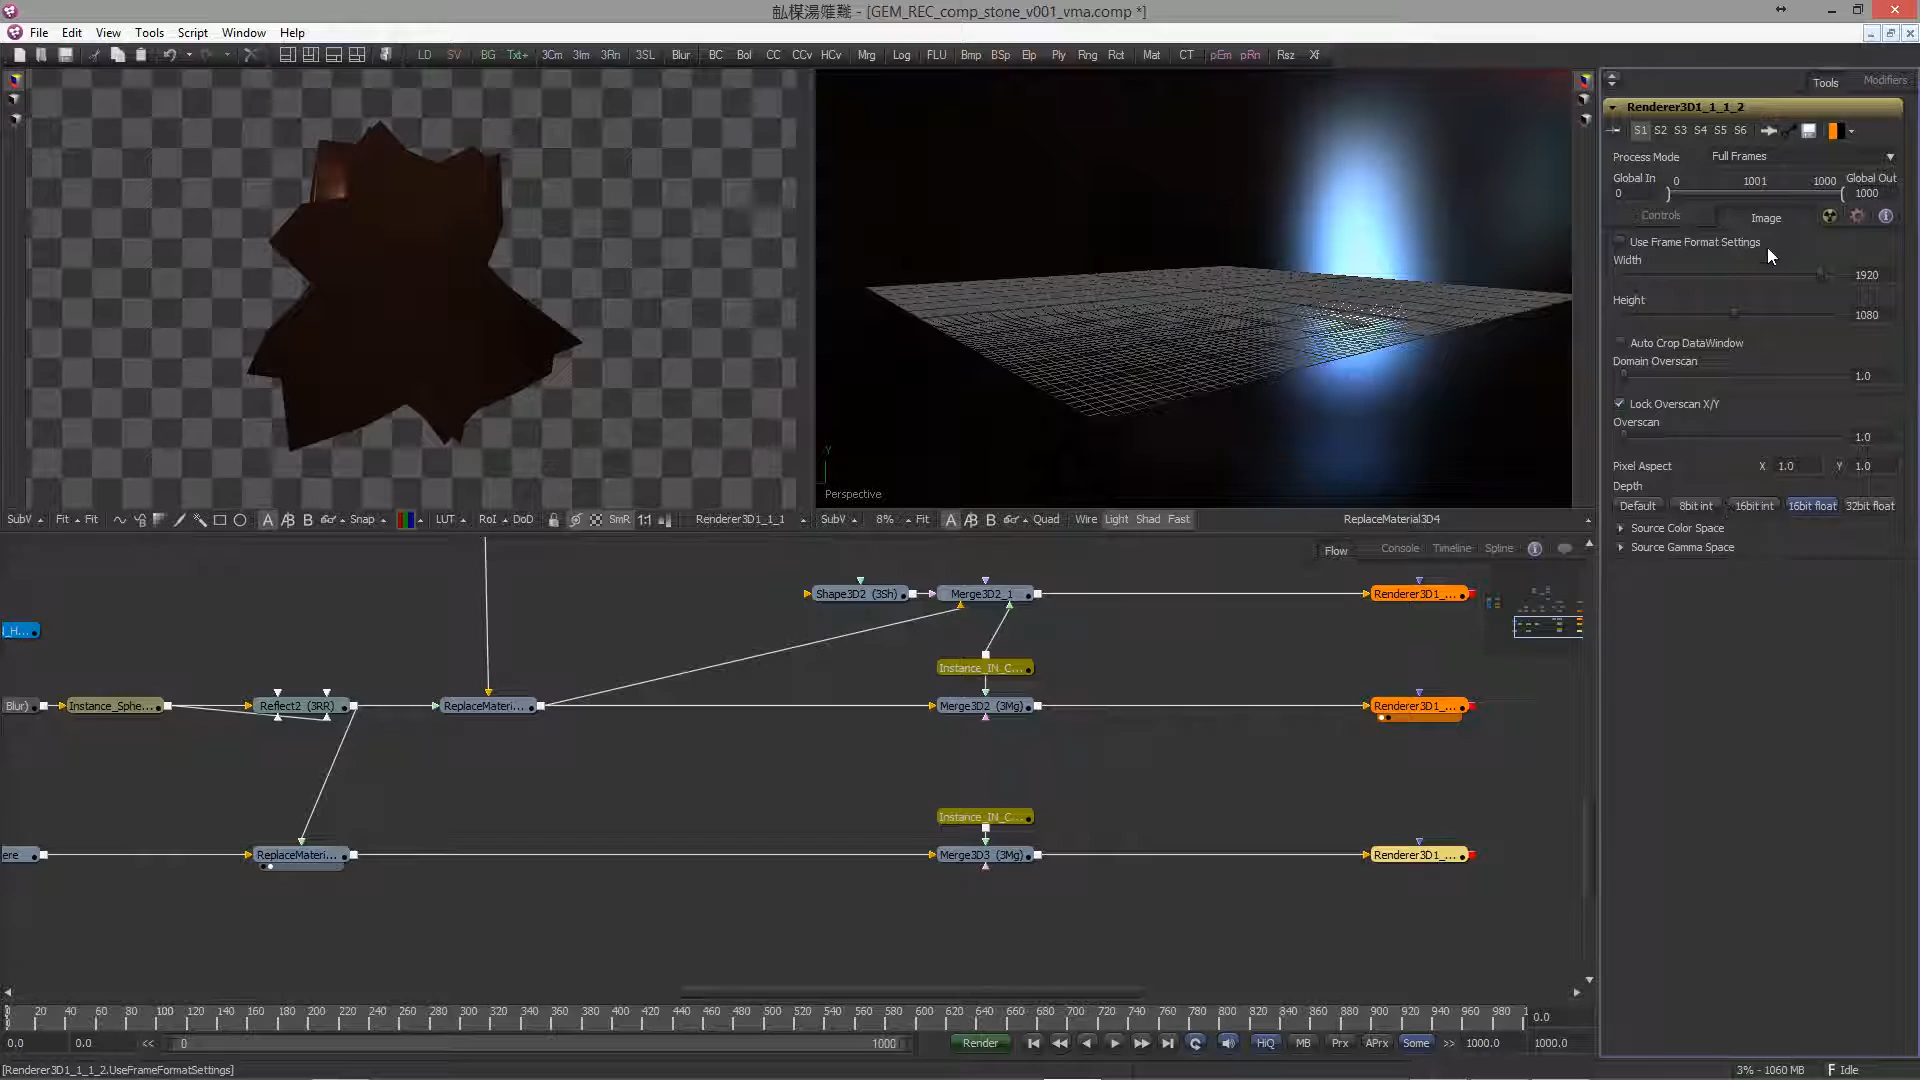 畆楳湯薙難 - [GEM_REC_comp_stone_v001_vma.comp *]
File Edit View Tools Script Window Help
LD SV BG Txt+ 3Cm 3Im 3Rn 3SL Blur BC Bol CC CCv HCv Mrg Log FLU Bmp BSp Elp Ply Rng Rct Mat CT pEm pRn Rsz Xf
Tools Modifiers
Renderer3D1_1_1_2
S1 S2 S3 S4 S5 S6
Process Mode Full Frames
Global In 0 1001 1000 Global Out
0 1000
Controls Image
Use Frame Format Settings
Width
1920
Height
1080
Auto Crop DataWindow
Domain Overscan
1.0
Lock Overscan X/Y
Overscan
1.0
Pixel Aspect X 1.0 Y 1.0
Depth
Default 8bit int 16bit int 16bit float 32bit float
Source Color Space
Source Gamma Space
Y
Perspective
SubV Fit Fit A B Snap LUT RoI DoD SmR 1:1 Renderer3D1_1_1
SubV 8% Fit A B Quad Wire Light Shad Fast ReplaceMaterial3D4
Flow Console Timeline Spline
Shape3D2 (3Sh) Merge3D2_1 Renderer3D1_...
_H...
Instance_IN_C...
Blur) Instance_Sphe... Reflect2 (3RR) ReplaceMateri... Merge3D2 (3Mg) Renderer3D1_...
Instance_IN_C...
ere ReplaceMateri... Merge3D3 (3Mg) Renderer3D1_...
20 40 60 80 100 120 140 160 180 200 220 240 260 280 300 320 340 360 380 400 420 440 460 480 500 520 540 560 580 600 620 640 660 680 700 720 740 760 780 800 820 840 860 880 900 920 940 960 980 0.0
0.0 0.0 << 0 1000 Render HiQ MB Prx APrx Some >> 1000.0 1000.0
[Renderer3D1_1_1_2.UseFrameFormatSettings] 3% - 1060 MB Idle